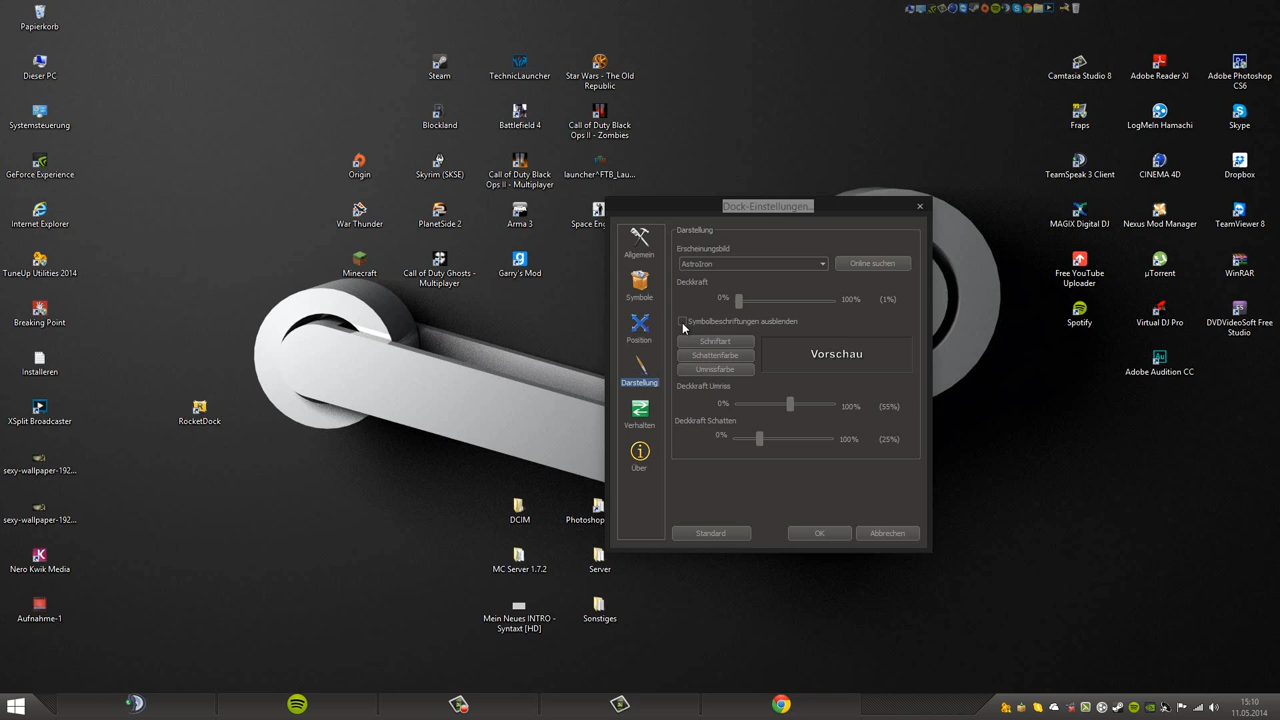 Papierkorb
Dieser PC
Systemsteuerung
GeForce Experience
Internet Explorer
TuneUp Utilities 2014
Breaking Point
Installieren
XSplit Broadcaster
sexy-wallpaper-192...
sexy-wallpaper-192...
Nero Kwik Media
Aufnahme-1
RocketDock
Origin
War Thunder
Minecraft
Steam
Blockland
Skyrim (SKSE)
PlanetSide 2
Call of Duty Ghosts -
Multiplayer
TechnicLauncher
Battlefield 4
Call of Duty Black
Ops II - Multiplayer
Arma 3
Garry's Mod
Star Wars - The Old
Republic
Call of Duty Black
Ops II - Zombies
launcher^FTB_Lau...
Space Eng
DCIM
MC Server 1.7.2
Mein Neues INTRO -
Syntaxt [HD]
Photoshop
Server
Sonstiges
Dock-Einstellungen...
Allgemein
Symbole
Position
Darstellung
Verhalten
Über
Darstellung
Erscheinungsbild
AstroIron
Online suchen
Deckkraft
0% 100% (1%)
Symbolbeschriftungen ausblenden
Schriftart
Schattenfarbe
Umrissfarbe
Vorschau
Deckkraft Umriss
0% 100% (55%)
Deckkraft Schatten
0% 100% (25%)
Standard
OK
Abbrechen
Camtasia Studio 8
Fraps
TeamSpeak 3 Client
MAGIX Digital DJ
Free YouTube
Uploader
Spotify
Adobe Reader XI
LogMeIn Hamachi
CINEMA 4D
Nexus Mod Manager
µTorrent
Virtual DJ Pro
Adobe Audition CC
Adobe Photoshop
CS6
Skype
Dropbox
TeamViewer 8
WinRAR
DVDVideoSoft Free
Studio
15:10
11.05.2014